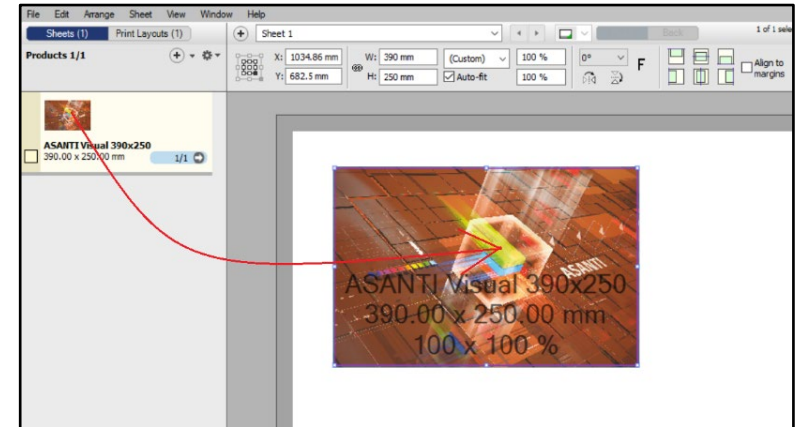 File Edit Arrange Sheet View Window Help
Sheets (1) Print Layouts (1) Sheet 1 Back 1 of 1 sele
Products 1/1 X: 1034.86 mm W: 390 mm (Custom) 100 % 0° F Align to margins
Y: 682.5 mm H: 250 mm Auto-fit 100 %
ASANTI Visual 390x250
390.00 x 250.00 mm 1/1
ASANTI
ASANTI Visual 390x250
390.00 x 250.00 mm
100 x 100 %